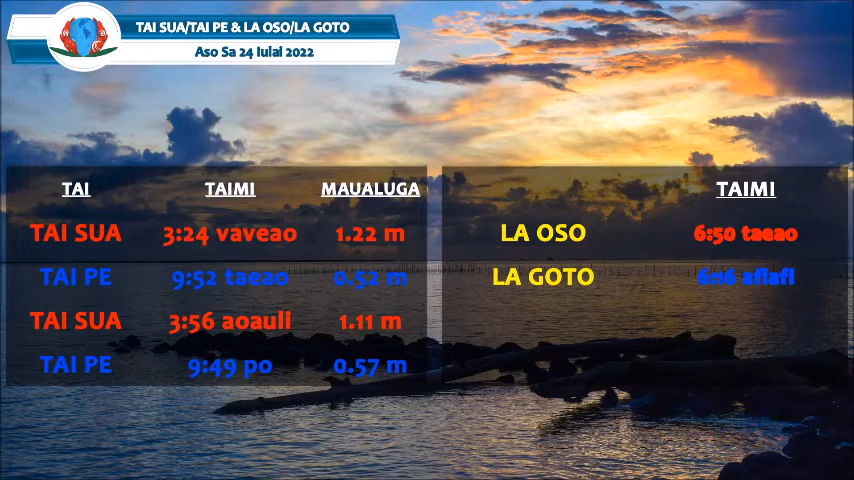 TAI SUA/TAI PE & LA OSO/LA GOTO
Aso Sa 24 Iulai 2022
TAI TAIMI MAUALUGA
TAI SUA 3:24 vaveao 1.22 m
TAI PE 9:52 taeao 0.52 m
TAI SUA 3:56 aoauli 1.11 m
TAI PE 9:49 po 0.57 m
TAIMI
LA OSO 6:50 taeao
LA GOTO 6:16 afiafi